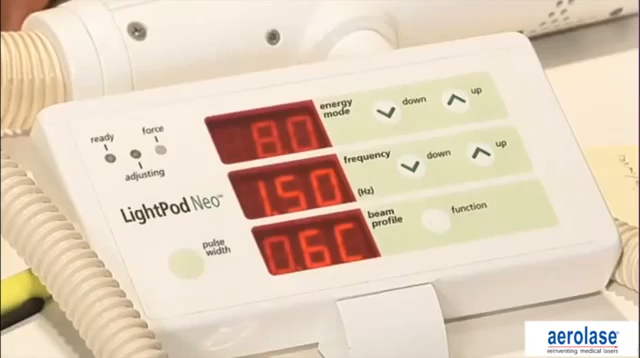 ready
force
adjusting
LightPod Neo™
pulse
width
8.0
energy
mode
down
up
1.50
frequency
(Hz)
down
up
0.6C
beam
profile
function
aerolase®
reinventing medical lasers